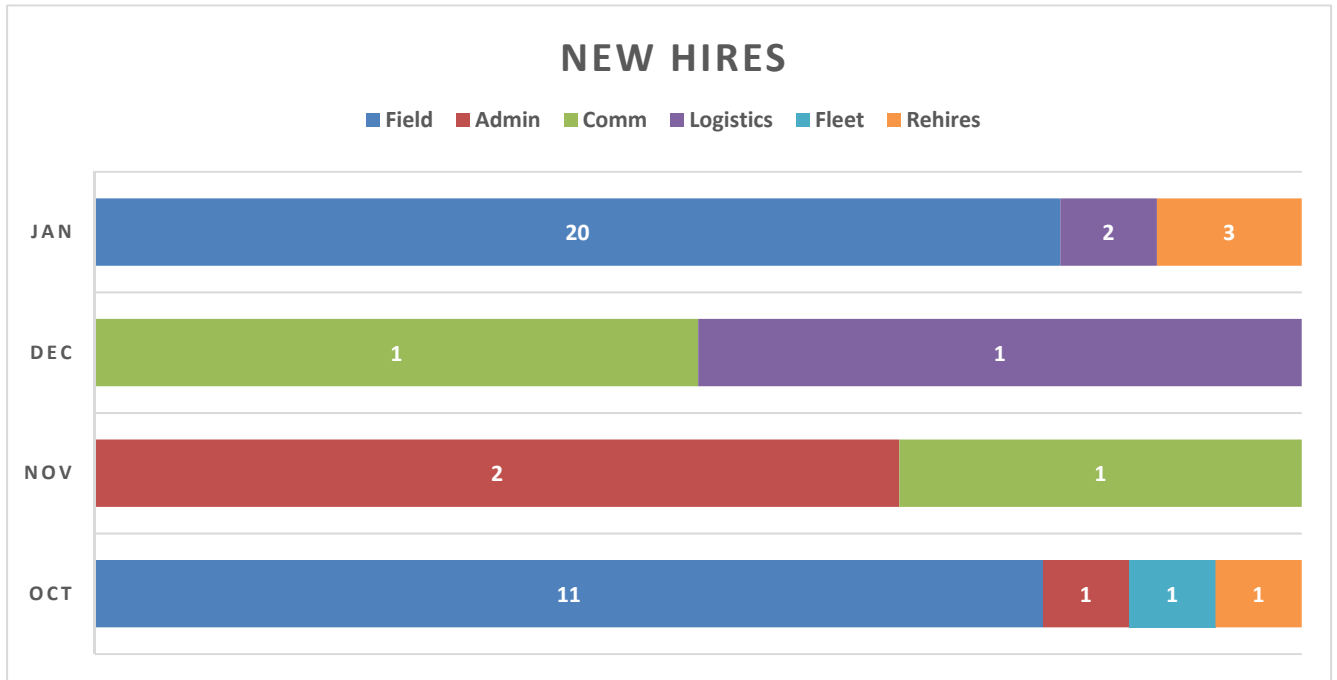 NEW HIRES
Field Admin Comm Logistics Fleet Rehires
JAN 20 2 3
DEC 1 1
NOV 2 1
OCT 11 1 1 1